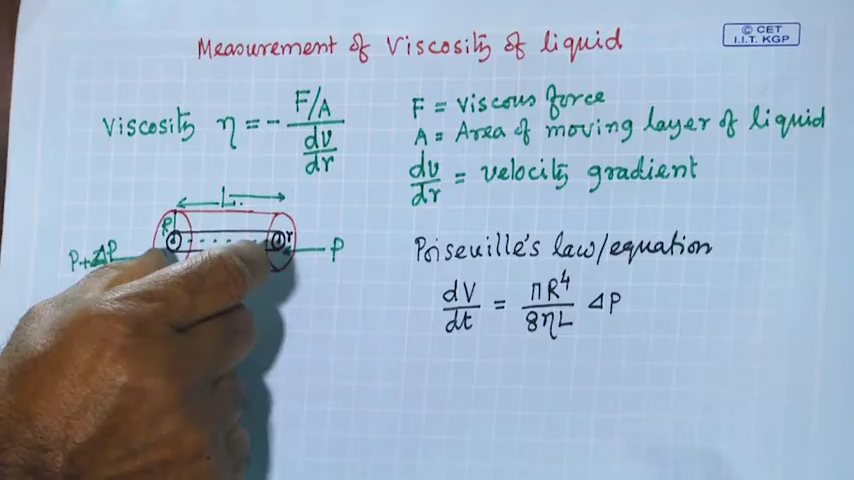 Measurement of Viscosity of liquid
© CET
I.I.T. KGP
Viscosity η = - F/A / dv/dr
F = Viscous force
A = Area of moving layer of liquid
dv/dr = velocity gradient
L
R
r
P+ΔP
P
Poiseuille's law/equation
dV/dt = πR⁴/8ηL ΔP